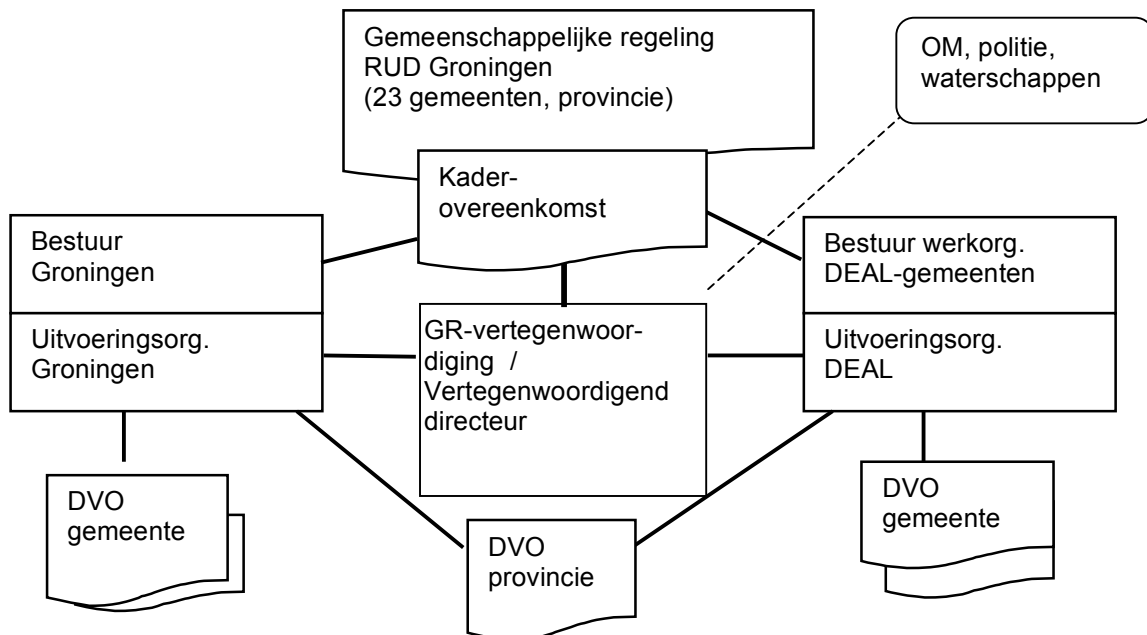 Gemeenschappelijke regeling
RUD Groningen
(23 gemeenten, provincie)
OM, politie,
waterschappen
Kader-
overeenkomst
Bestuur
Groningen
Bestuur werkorg.
DEAL-gemeenten
Uitvoeringsorg.
Groningen
GR-vertegenwoor-
diging /
Vertegenwoordigend
directeur
Uitvoeringsorg.
DEAL
DVO
gemeente
DVO
provincie
DVO
gemeente